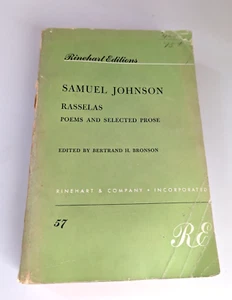 Rinehart Editions
SAMUEL JOHNSON
RASSELAS
POEMS AND SELECTED PROSE
EDITED BY BERTRAND H. BRONSON
RINEHART & COMPANY • INCORPORATED
57
RE